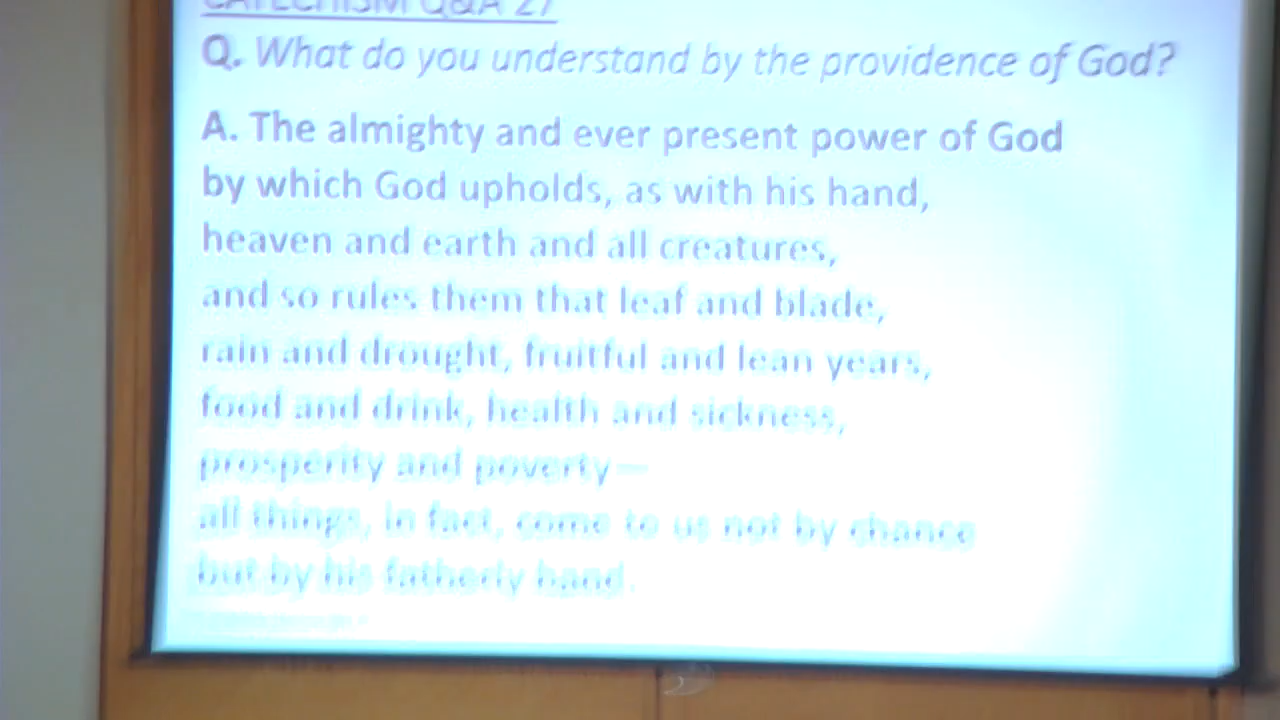 CATECHISM Q&A 27
Q. What do you understand by the providence of God?
A. The almighty and ever present power of God
by which God upholds, as with his hand,
heaven and earth and all creatures,
and so rules them that leaf and blade,
rain and drought, fruitful and lean years,
food and drink, health and sickness,
prosperity and poverty—
all things, in fact, come to us not by chance
but by his fatherly hand.